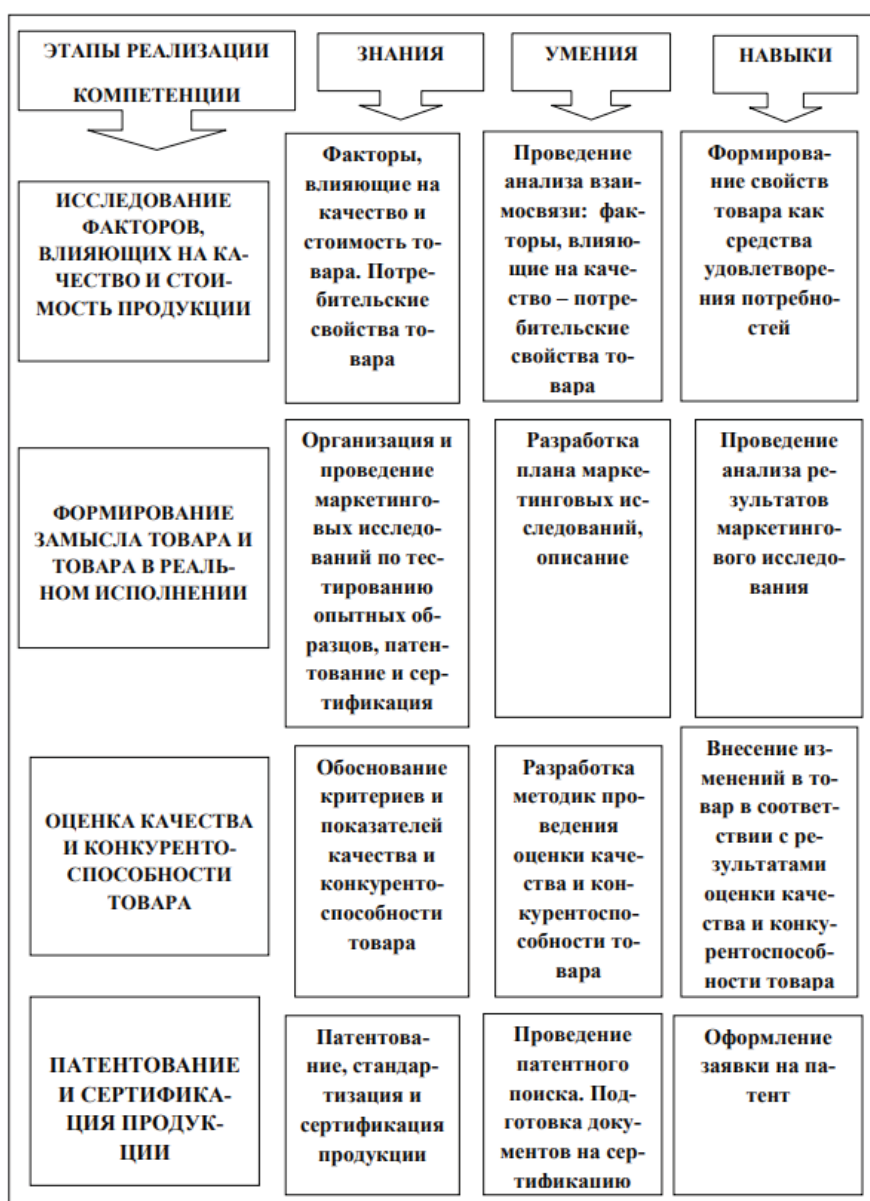 ЭТАПЫ РЕАЛИЗАЦИИ
КОМПЕТЕНЦИИ
ЗНАНИЯ
УМЕНИЯ
НАВЫКИ
ИССЛЕДОВАНИЕ
ФАКТОРОВ,
ВЛИЯЮЩИХ НА КА-
ЧЕСТВО И СТОИ-
МОСТЬ ПРОДУКЦИИ
Факторы,
влияющие на
качество и
стоимость то-
вара. Потре-
бительские
свойства то-
вара
Проведение
анализа взаи-
мосвязи: фак-
торы, влияю-
щие на каче-
ство – потре-
бительские
свойства то-
вара
Формирова-
ние свойств
товара как
средства
удовлетворе-
ния потребно-
стей
ФОРМИРОВАНИЕ
ЗАМЫСЛА ТОВАРА И
ТОВАРА В РЕАЛЬ-
НОМ ИСПОЛНЕНИИ
Организация и
проведение
маркетинго-
вых исследо-
ваний по тес-
тированию
опытных об-
разцов, патен-
тование и сер-
тификация
Разработка
плана марке-
тинговых ис-
следований,
описание
Проведение
анализа ре-
зультатов
маркетинго-
вого исследо-
вания
ОЦЕНКА КАЧЕСТВА
И КОНКУРЕНТО-
СПОСОБНОСТИ
ТОВАРА
Обоснование
критериев и
показателей
качества и
конкуренто-
способности
товара
Разработка
методик про-
ведения
оценки каче-
ства и кон-
курентоспо-
собности то-
вара
Внесение из-
менений в то-
вар в соответ-
ствии с ре-
зультатами
оценки каче-
ства и конку-
рентоспособ-
ности товара
ПАТЕНТОВАНИЕ
И СЕРТИФИКА-
ЦИЯ ПРОДУК-
ЦИИ
Патентова-
ние, стандар-
тизация и
сертификация
продукции
Проведение
патентного
поиска. Под-
готовка доку-
ментов на сер-
тификацию
Оформление
заявки на па-
тент